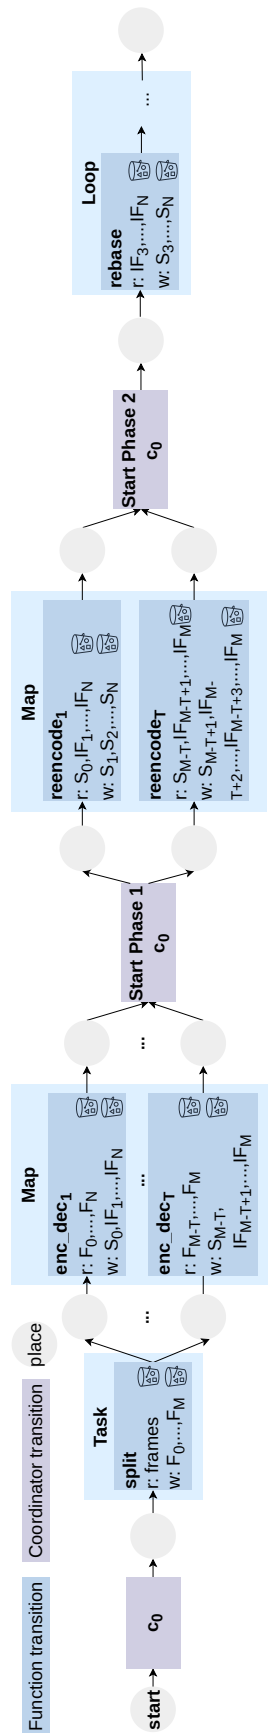 Function transition
Coordinator transition
place
start
c0
Task
split
r: frames
w: F0,...,FM
...
Map
enc_dec1
r: F0,...,FN
w: S0,IF1,...,IFN
...
enc_decT
r: FM-T,...,FM
w: SM-T,
IFM-T+1,...,IFM
...
Start Phase 1
c0
Map
reencode1
r: S0,IF1,...,IFN
w: S1,S2,...,SN
reencodeT
r: SM-T,IFM-T+1,...,IFM
w: SM-T+1,IFM-
T+2,...,IFM-T+3,...,IFM
Start Phase 2
c0
Loop
rebase
r: IF3,...,IFN
w: S3,...,SN
...